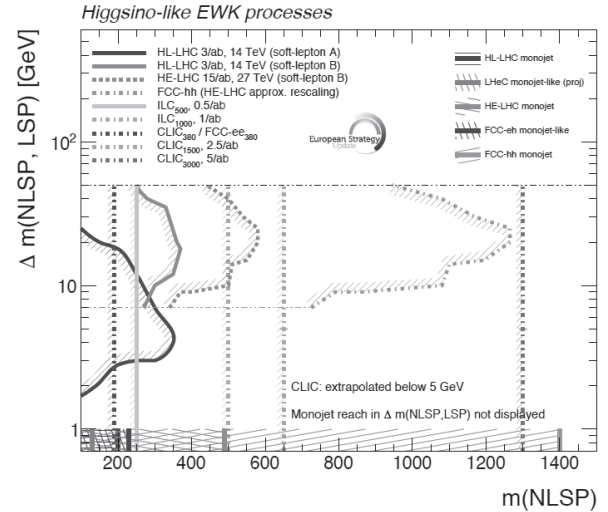 Higgsino-like EWK processes
Δ m(NLSP, LSP) [GeV]
HL-LHC 3/ab, 14 TeV (soft-lepton A)
HL-LHC 3/ab, 14 TeV (soft-lepton B)
HE-LHC 15/ab, 27 TeV (soft-lepton B)
FCC-hh (HE-LHC approx. rescaling)
ILC500, 0.5/ab
ILC1000, 1/ab
CLIC380 / FCC-ee380
CLIC1500, 2.5/ab
CLIC3000, 5/ab
HL-LHC monojet
LHeC monojet-like (proj)
HE-LHC monojet
FCC-eh monojet-like
FCC-hh monojet
European Strategy
Update
10²
10
1
CLIC: extrapolated below 5 GeV
Monojet reach in Δ m(NLSP,LSP) not displayed
200 400 600 800 1000 1200 1400
m(NLSP)